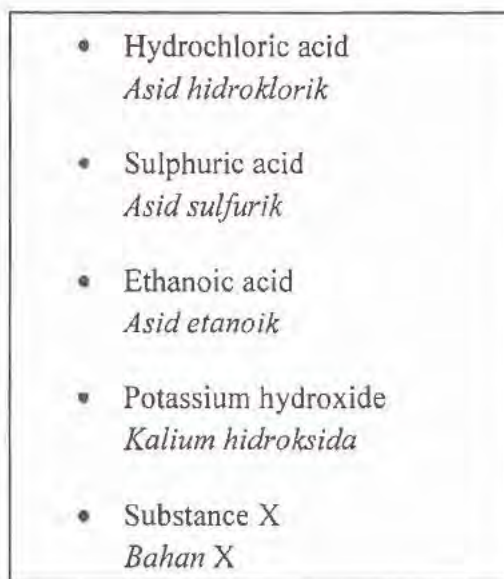 • Hydrochloric acid
Asid hidroklorik
• Sulphuric acid
Asid sulfurik
• Ethanoic acid
Asid etanoik
• Potassium hydroxide
Kalium hidroksida
• Substance X
Bahan X